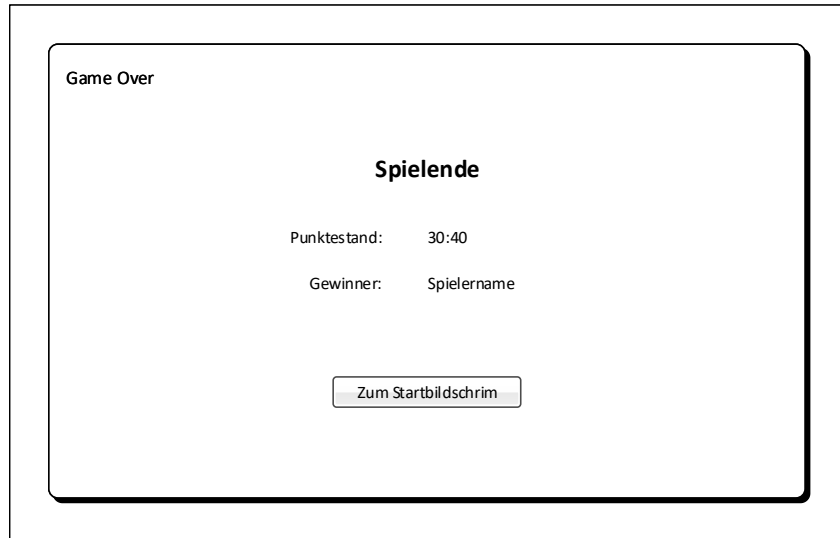 Game Over
Spielende
Punktestand: 30:40
Gewinner: Spielername
Zum Startbildschrim